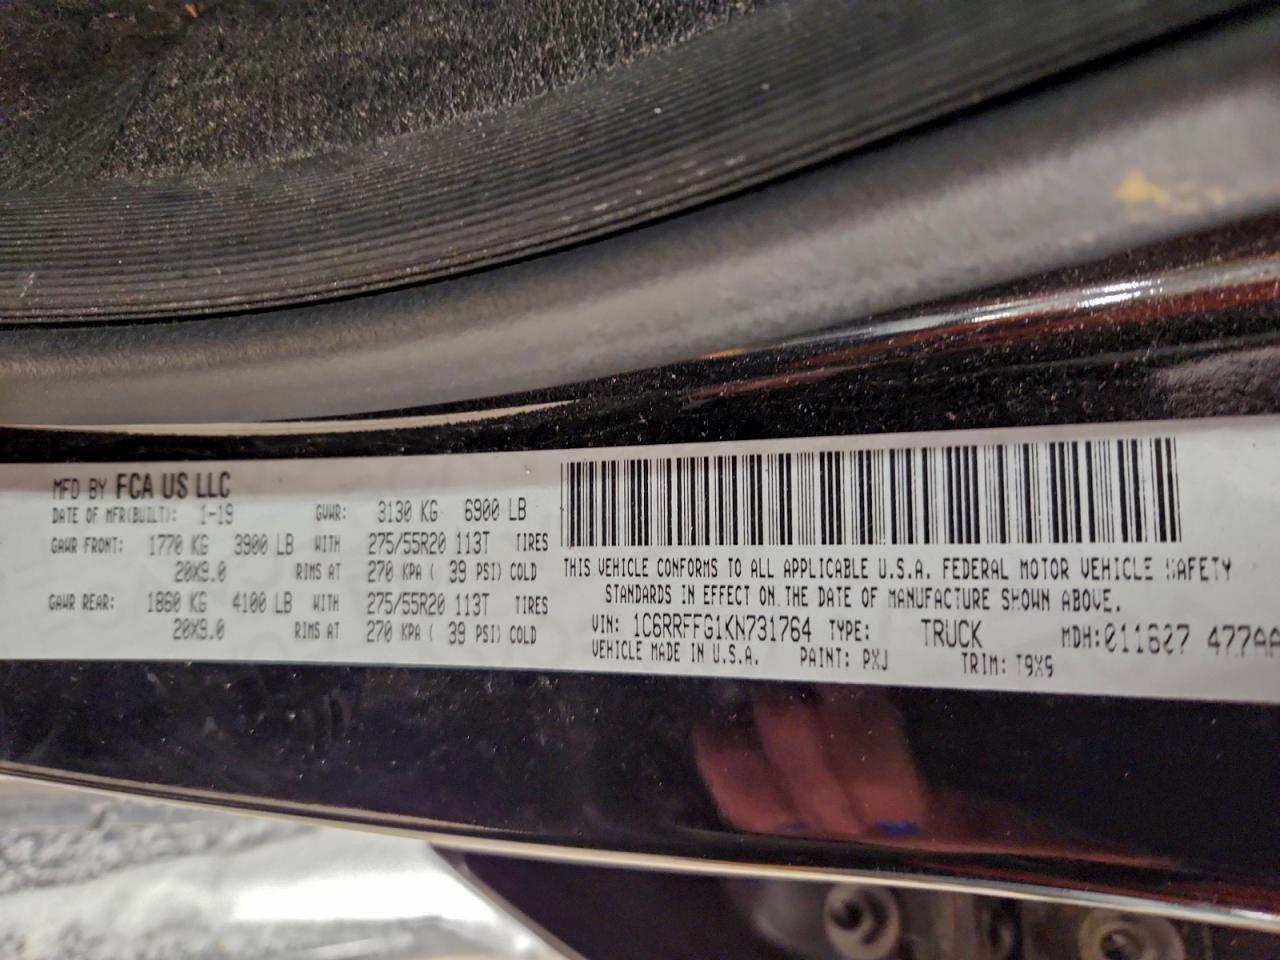 MFD BY FCA US LLC
DATE OF MFR(BUILT): 1-19 GVWR: 3130 KG 6900 LB
GAWR FRONT: 1770 KG 3900 LB WITH 275/55R20 113T TIRES
20X9.0 RIMS AT 270 KPA ( 39 PSI) COLD
GAWR REAR: 1860 KG 4100 LB WITH 275/55R20 113T TIRES
20X9.0 RIMS AT 270 KPA ( 39 PSI) COLD
THIS VEHICLE CONFORMS TO ALL APPLICABLE U.S.A. FEDERAL MOTOR VEHICLE SAFETY
STANDARDS IN EFFECT ON THE DATE OF MANUFACTURE SHOWN ABOVE.
VIN: 1C6RRFFG1KN731764 TYPE: TRUCK MDH:011607 477AA
VEHICLE MADE IN U.S.A. PAINT: PXJ TRIM: